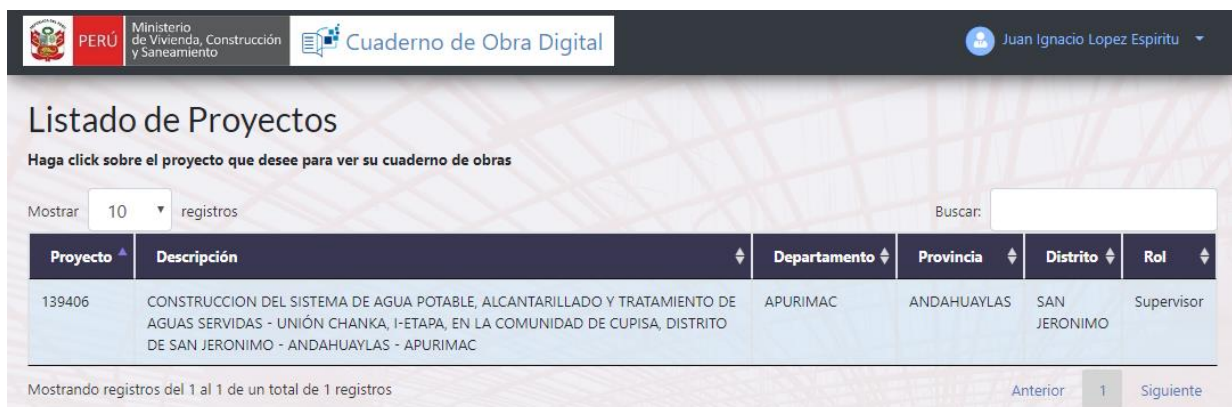 PERÚ
Ministerio
de Vivienda, Construcción
y Saneamiento
Cuaderno de Obra Digital
Juan Ignacio Lopez Espiritu
Listado de Proyectos
Haga click sobre el proyecto que desee para ver su cuaderno de obras
Mostrar 10 registros
Buscar:
Proyecto Descripción Departamento Provincia Distrito Rol
139406 CONSTRUCCION DEL SISTEMA DE AGUA POTABLE, ALCANTARILLADO Y TRATAMIENTO DE APURIMAC ANDAHUAYLAS SAN Supervisor
AGUAS SERVIDAS - UNIÓN CHANKA, I-ETAPA, EN LA COMUNIDAD DE CUPISA, DISTRITO JERONIMO
DE SAN JERONIMO - ANDAHUAYLAS - APURIMAC
Mostrando registros del 1 al 1 de un total de 1 registros
Anterior 1 Siguiente